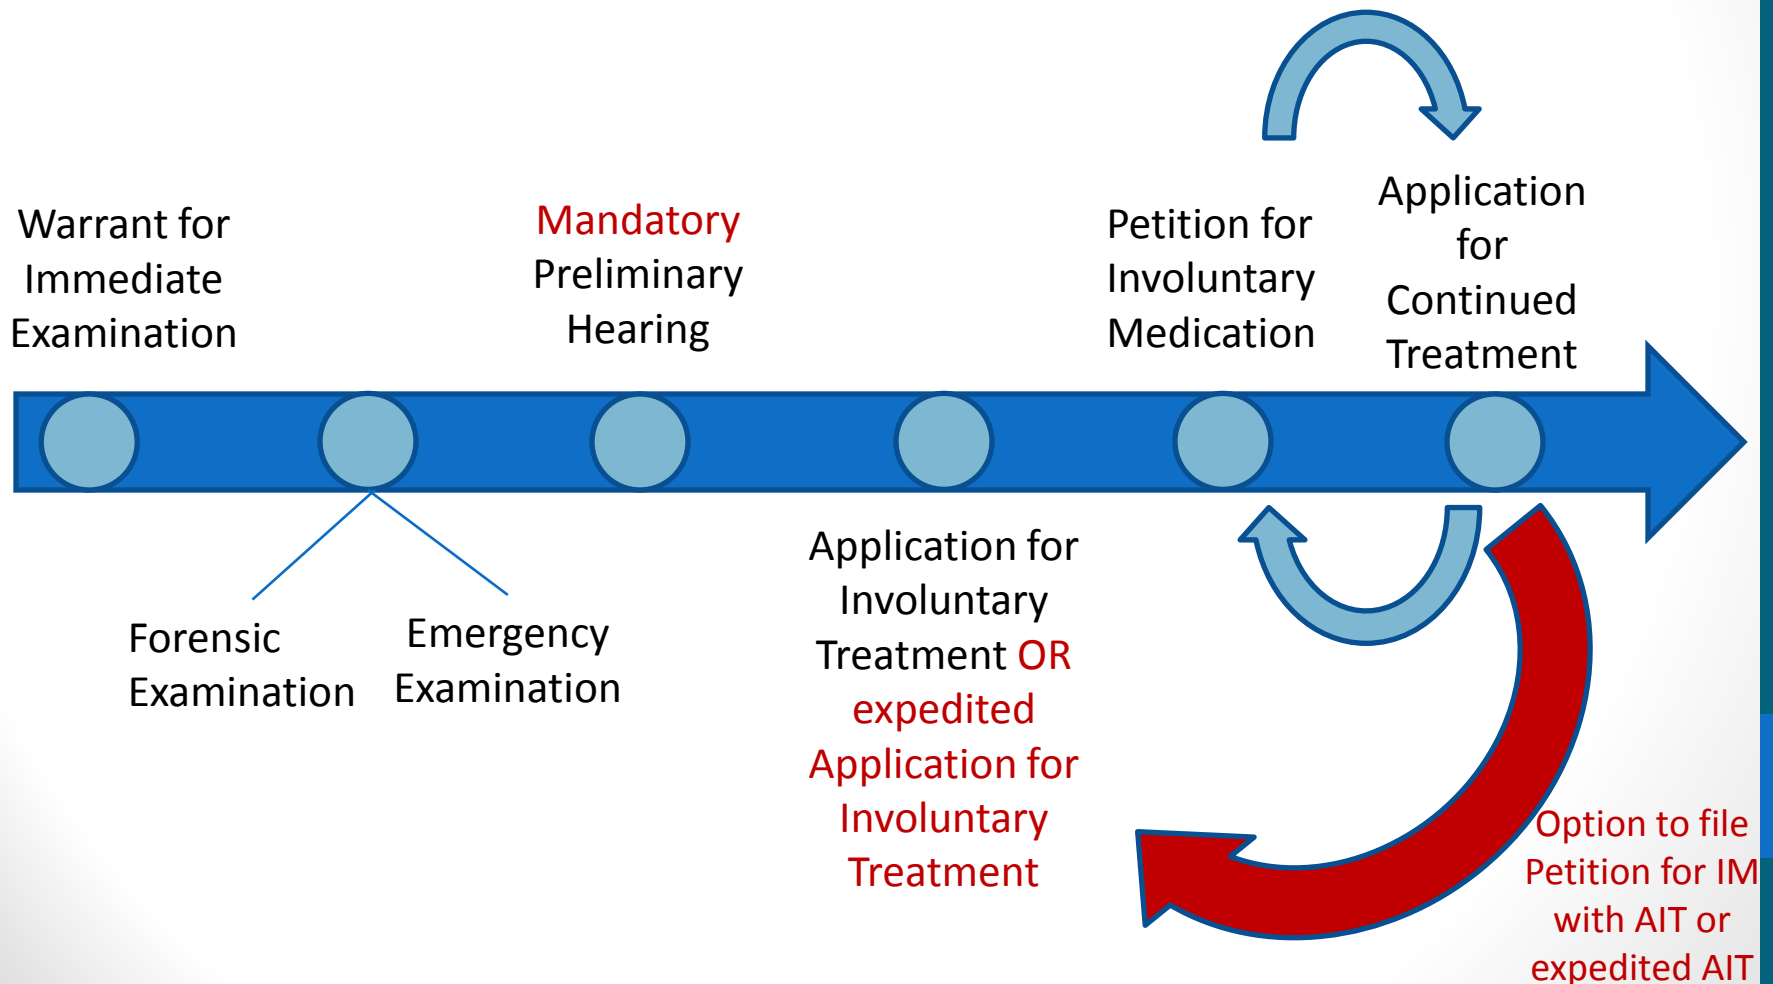 Warrant for
Immediate
Examination
Mandatory
Preliminary
Hearing
Petition for
Involuntary
Medication
Application
for
Continued
Treatment
Forensic
Examination
Emergency
Examination
Application for
Involuntary
Treatment OR
expedited
Application for
Involuntary
Treatment
Option to file
Petition for IM
with AIT or
expedited AIT